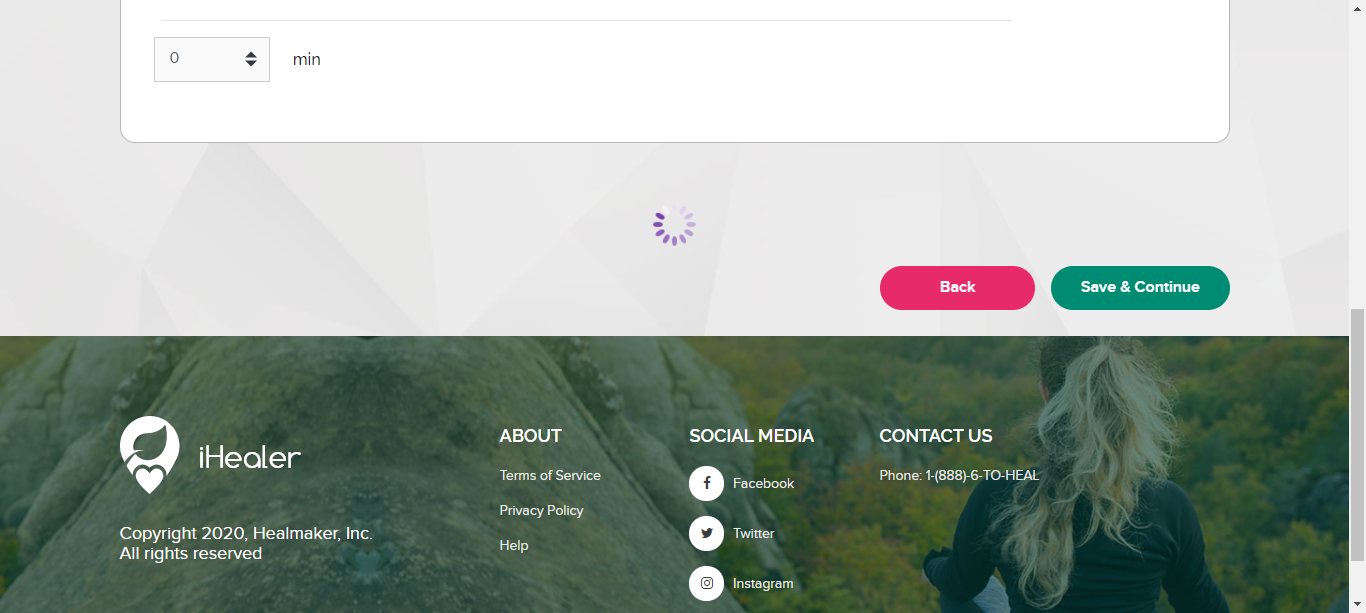 0 min
Back Save & Continue
iHealer
Copyright 2020, Healmaker, Inc.
All rights reserved
ABOUT
Terms of Service
Privacy Policy
Help
SOCIAL MEDIA
Facebook
Twitter
Instagram
CONTACT US
Phone: 1-(888)-6-TO-HEAL